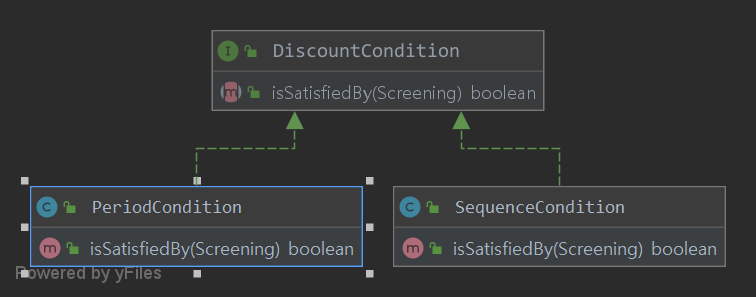 I DiscountCondition
m isSatisfiedBy(Screening) boolean
C PeriodCondition
m isSatisfiedBy(Screening) boolean
C SequenceCondition
m isSatisfiedBy(Screening) boolean
Powered by yFiles